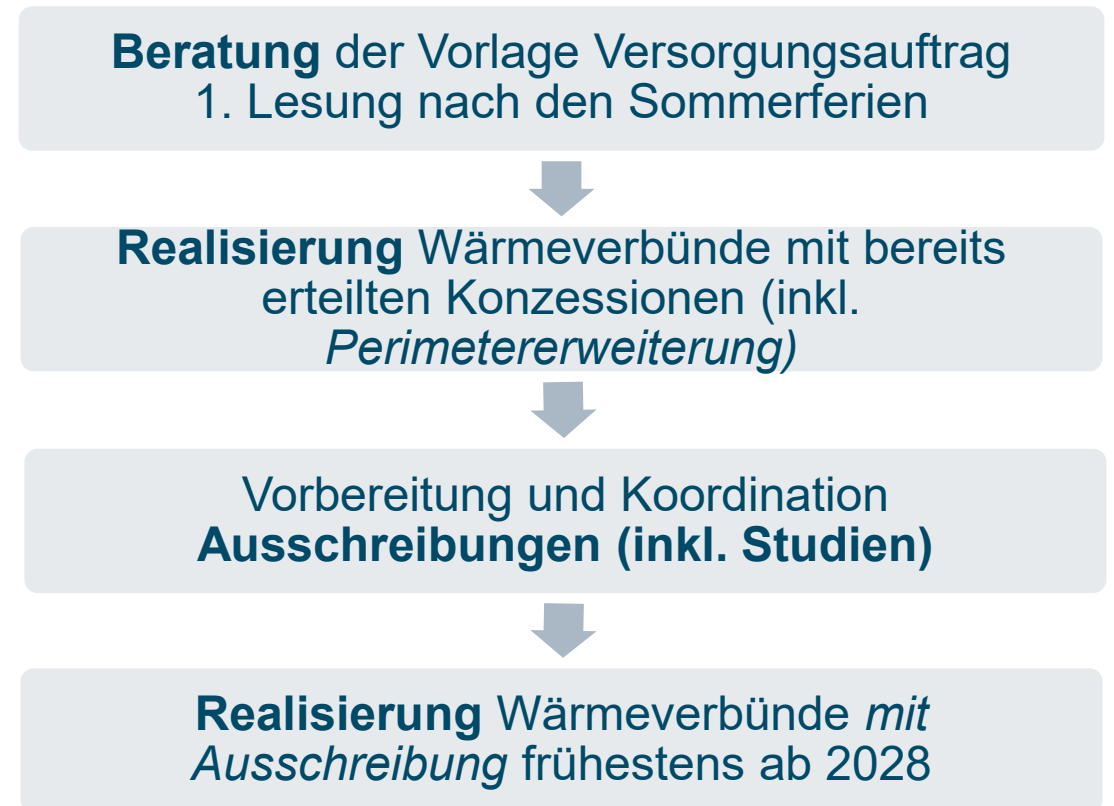 Beratung der Vorlage Versorgungsauftrag
1. Lesung nach den Sommerferien
Realisierung Wärmeverbünde mit bereits
erteilten Konzessionen (inkl.
Perimetererweiterung)
Vorbereitung und Koordination
Ausschreibungen (inkl. Studien)
Realisierung Wärmeverbünde mit
Ausschreibung frühestens ab 2028